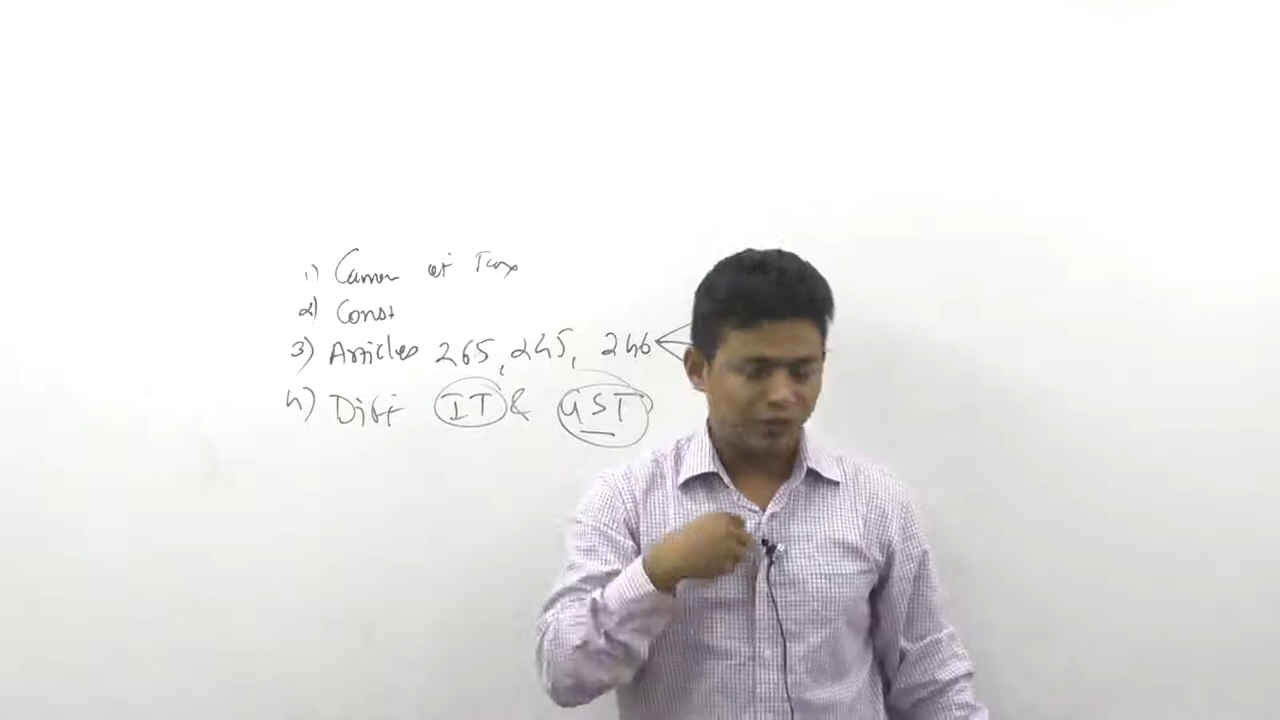 1) Canon of Tax
2) Const
3) Articles 265, 245, 246
4) Diff IT & GST